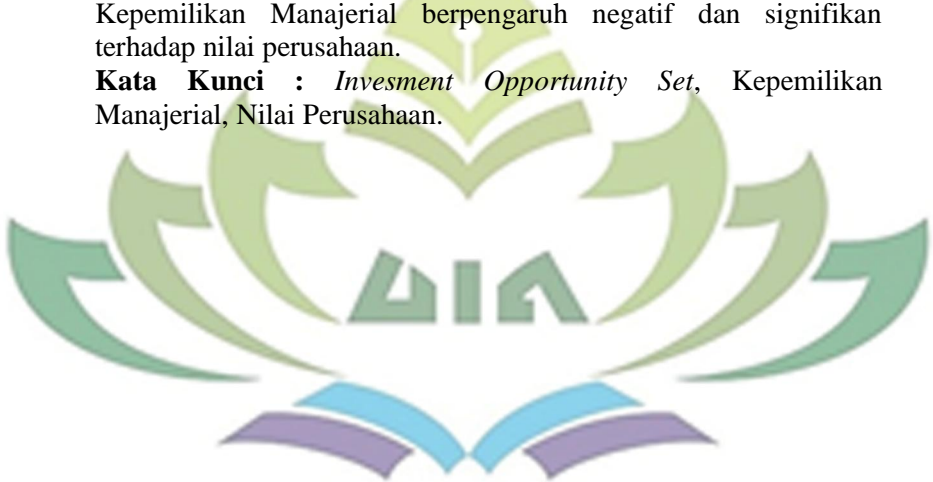 Kepemilikan Manajerial berpengaruh negatif dan signifikan
terhadap nilai perusahaan.
Kata Kunci : Invesment Opportunity Set, Kepemilikan
Manajerial, Nilai Perusahaan.
UIN